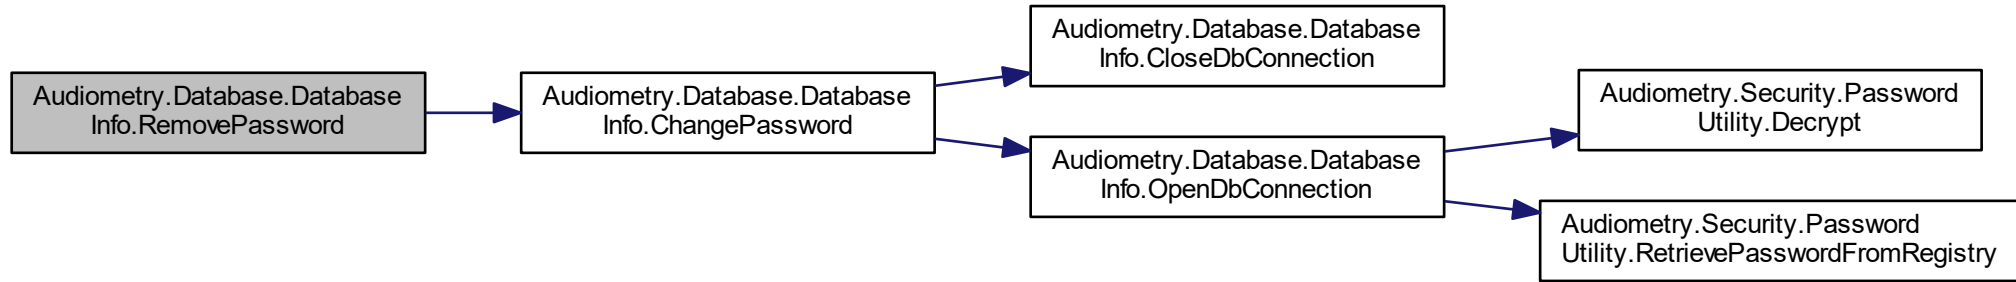 Audiometry.Database.Database
Info.RemovePassword
Audiometry.Database.Database
Info.ChangePassword
Audiometry.Database.Database
Info.CloseDbConnection
Audiometry.Database.Database
Info.OpenDbConnection
Audiometry.Security.Password
Utility.Decrypt
Audiometry.Security.Password
Utility.RetrievePasswordFromRegistry